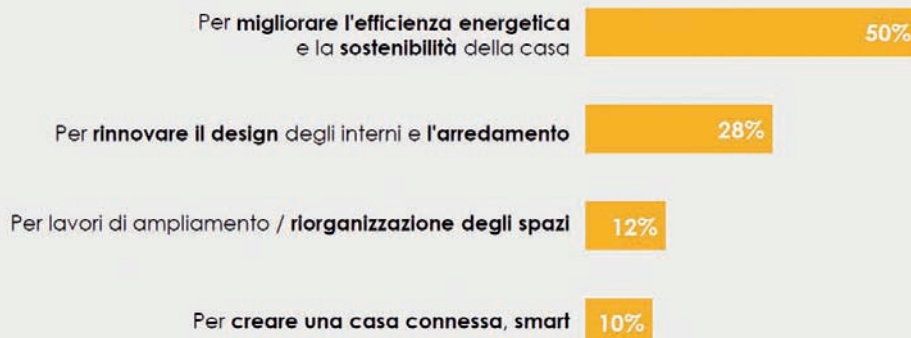 Per migliorare l'efficienza energetica
e la sostenibilità della casa
50%
Per rinnovare il design degli interni e l'arredamento
28%
Per lavori di ampliamento / riorganizzazione degli spazi
12%
Per creare una casa connessa, smart
10%